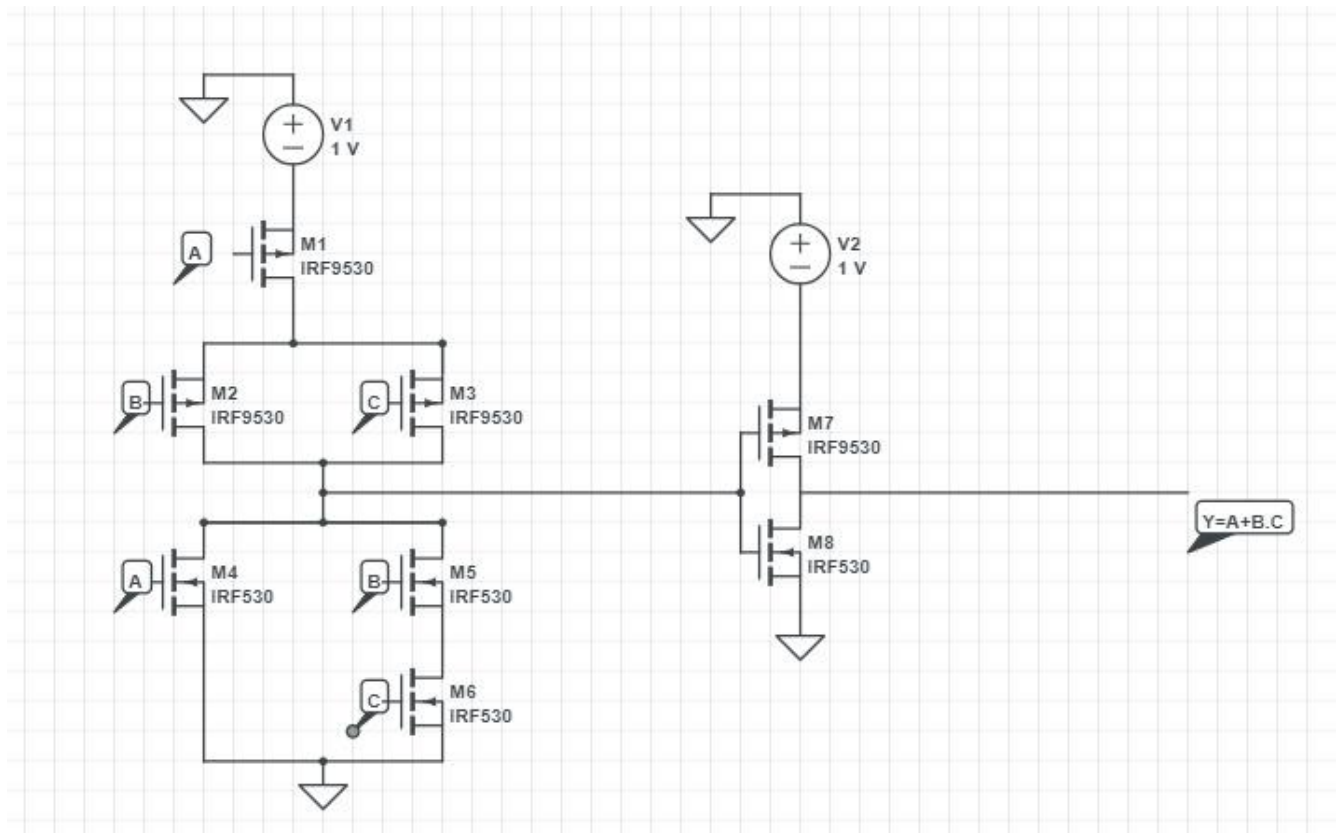 V1
1 V
A
M1
IRF9530
V2
1 V
B
M2
IRF9530
C
M3
IRF9530
M7
IRF9530
A
M4
IRF530
B
M5
IRF530
M8
IRF530
Y=A+B.C
C
M6
IRF530